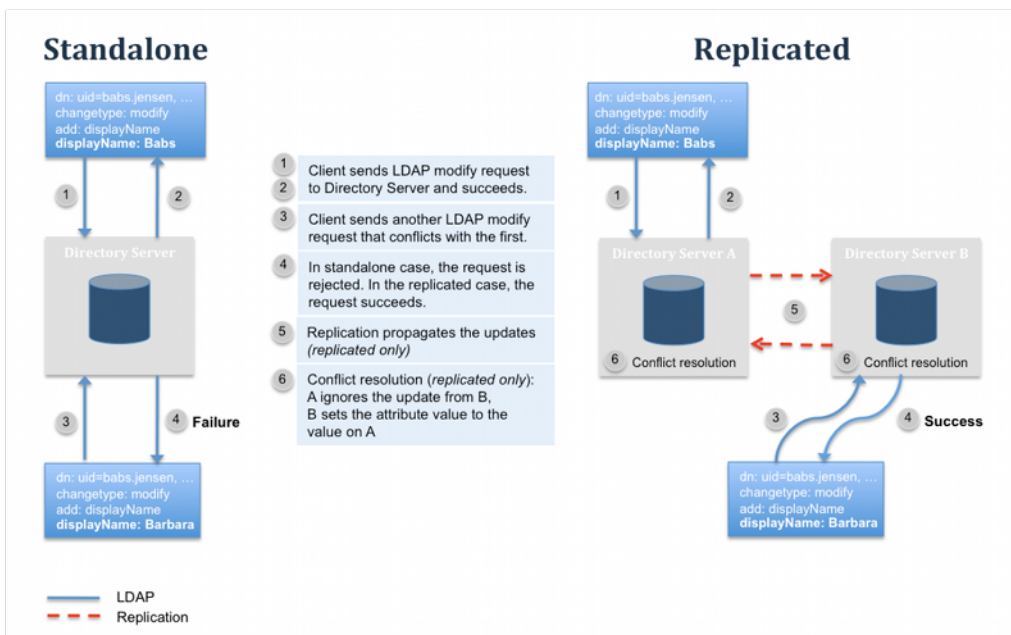 Standalone
Replicated
dn: uid=babs.jensen, ...
changetype: modify
add: displayName
displayName: Babs
1
2
Directory Server
3
4
Failure
dn: uid=babs.jensen, ...
changetype: modify
add: displayName
displayName: Barbara
1
2
Client sends LDAP modify request
to Directory Server and succeeds.
3
Client sends another LDAP modify
request that conflicts with the first.
4
In standalone case, the request is
rejected. In the replicated case, the
request succeeds.
5
Replication propagates the updates
(replicated only)
6
Conflict resolution (replicated only):
A ignores the update from B,
B sets the attribute value to the
value on A
dn: uid=babs.jensen, ...
changetype: modify
add: displayName
displayName: Babs
1
2
Directory Server A
Directory Server B
5
6 Conflict resolution
6 Conflict resolution
3
4
Success
dn: uid=babs.jensen, ...
changetype: modify
add: displayName
displayName: Barbara
LDAP
Replication